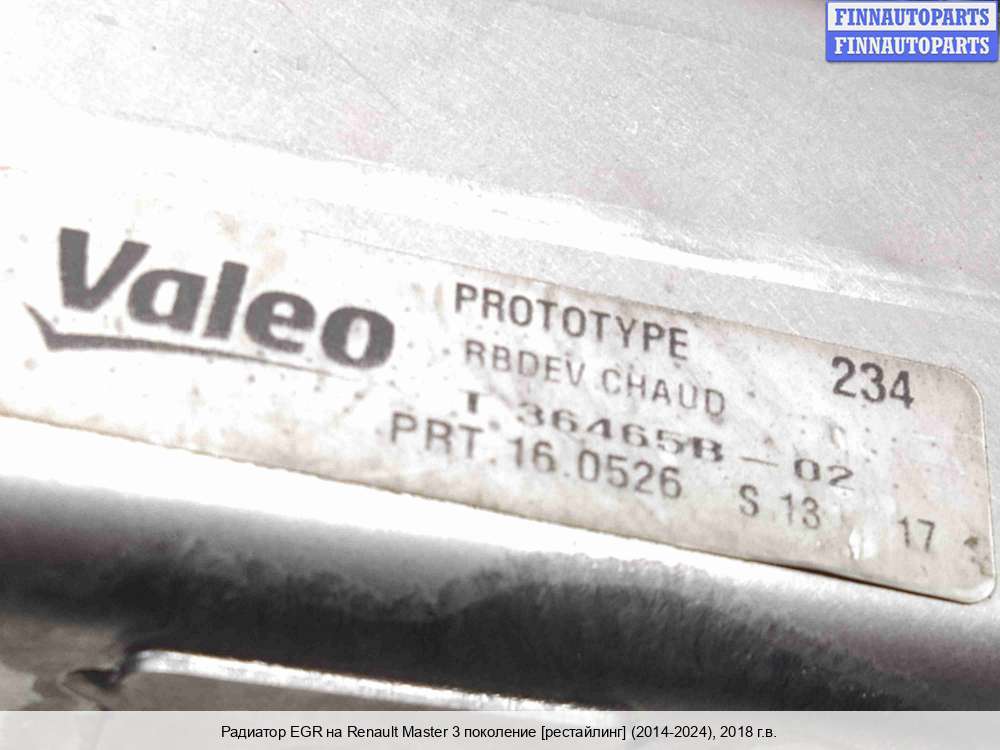 FINNAUTOPARTS
FINNAUTOPARTS
Valeo
PROTOTYPE 234
RBDEV CHAUD
T 36465B - 02
PRT.16.0526 S 13 17
Радиатор EGR на Renault Master 3 поколение [рестайлинг] (2014-2024), 2018 г.в.